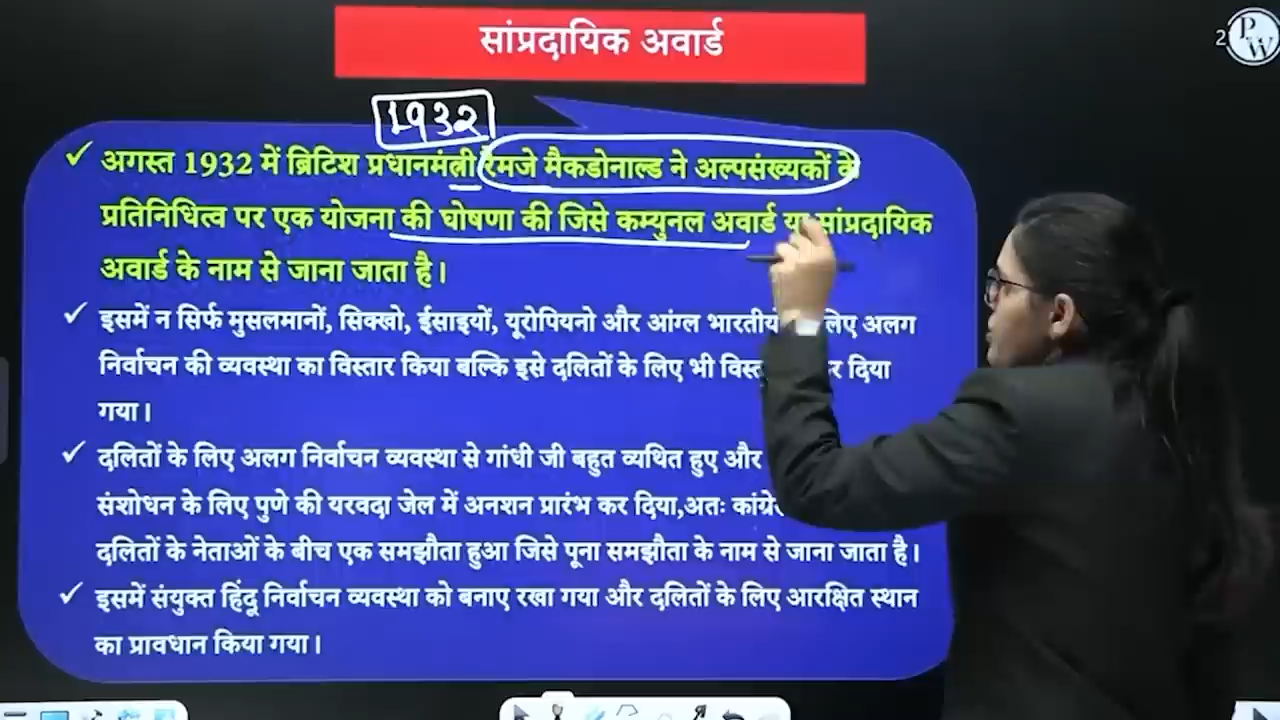 सांप्रदायिक अवार्ड
2
PW
1932
अगस्त 1932 में ब्रिटिश प्रधानमंत्री रेमजे मैकडोनाल्ड ने अल्पसंख्यकों के
प्रतिनिधित्व पर एक योजना की घोषणा की जिसे कम्युनल अवार्ड या सांप्रदायिक
अवार्ड के नाम से जाना जाता है।
इसमें न सिर्फ मुसलमानों, सिक्खो, ईसाइयों, यूरोपियनो और आंग्ल भारतीय लिए अलग
निर्वाचन की व्यवस्था का विस्तार किया बल्कि इसे दलितों के लिए भी दिया
गया।
दलितों के लिए अलग निर्वाचन व्यवस्था से गांधी जी बहुत व्यथित हुए और
संशोधन के लिए पुणे की यरवदा जेल में अनशन प्रारंभ कर दिया,अतः
दलितों के नेताओं के बीच एक समझौता हुआ जिसे पूना समझौता के नाम से जाना जाता है।
इसमें संयुक्त हिंदू निर्वाचन व्यवस्था को बनाए रखा गया और दलितों के लिए आरक्षित स्थान
का प्रावधान किया गया।